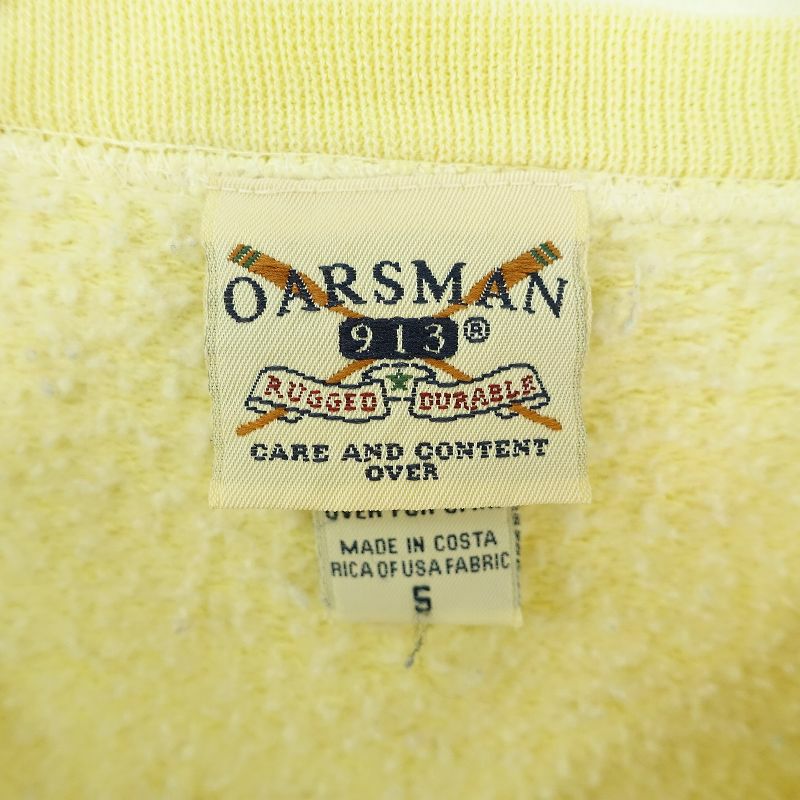 OARSMAN
913®
RUGGED ★ DURABLE
CARE AND CONTENT
OVER
MADE IN COSTA
RICA OF USA FABRIC
S